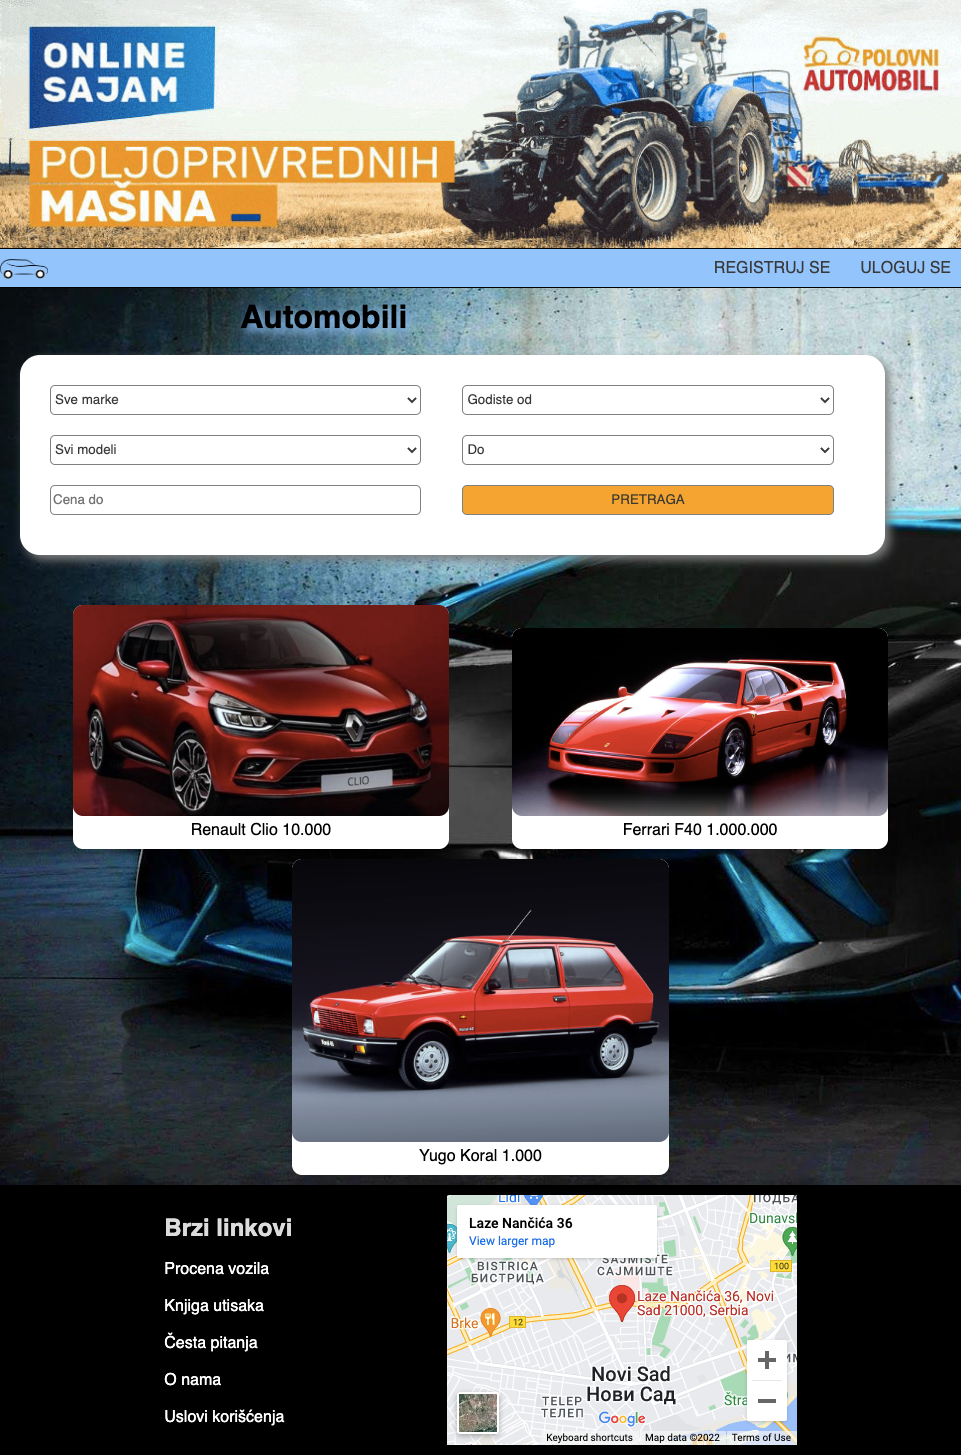 ONLINE
SAJAM
POLJOPRIVREDNIH
MAŠINA _
POLOVNI
AUTOMOBILI
REGISTRUJ SE
ULOGUJ SE
Automobili
Sve marke
Godiste od
Svi modeli
Do
Cena do
PRETRAGA
CLIO
Renault Clio 10.000
Ferrari F40 1.000.000
Yugo Koral 1.000
Brzi linkovi
Procena vozila
Knjiga utisaka
Česta pitanja
O nama
Uslovi korišćenja
Lidl
Laze Nančića 36
View larger map
Dunavs
100
BISTRICA
БИСТРИЦА
SAJMIŠTE
САЈМИШТЕ
Laze Nančića 36, Novi
Sad 21000, Serbia
Brke
12
Novi Sad
Нови Сад
TELEP
ТЕЛЕП
Štra
Google
Keyboard shortcuts
Map data ©2022
Terms of Use